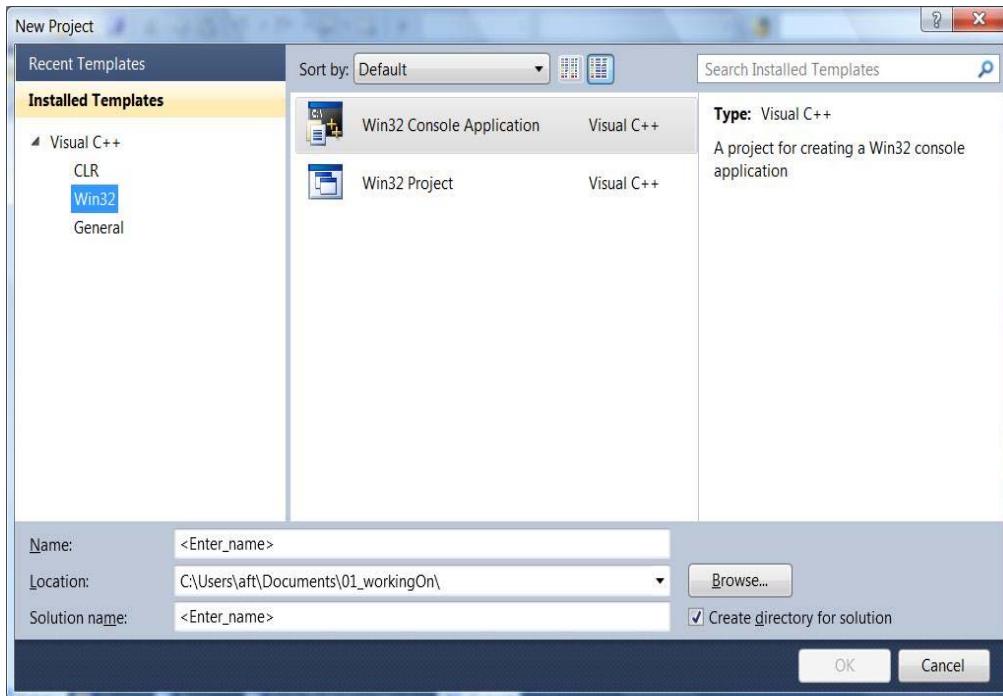 New Project
Recent Templates
Installed Templates
Visual C++
CLR
Win32
General
Sort by: Default
Search Installed Templates
Win32 Console Application Visual C++
Win32 Project Visual C++
Type: Visual C++
A project for creating a Win32 console
application
Name: <Enter_name>
Location: C:\Users\aft\Documents\01_workingOn\ Browse...
Solution name: <Enter_name> Create directory for solution
OK Cancel